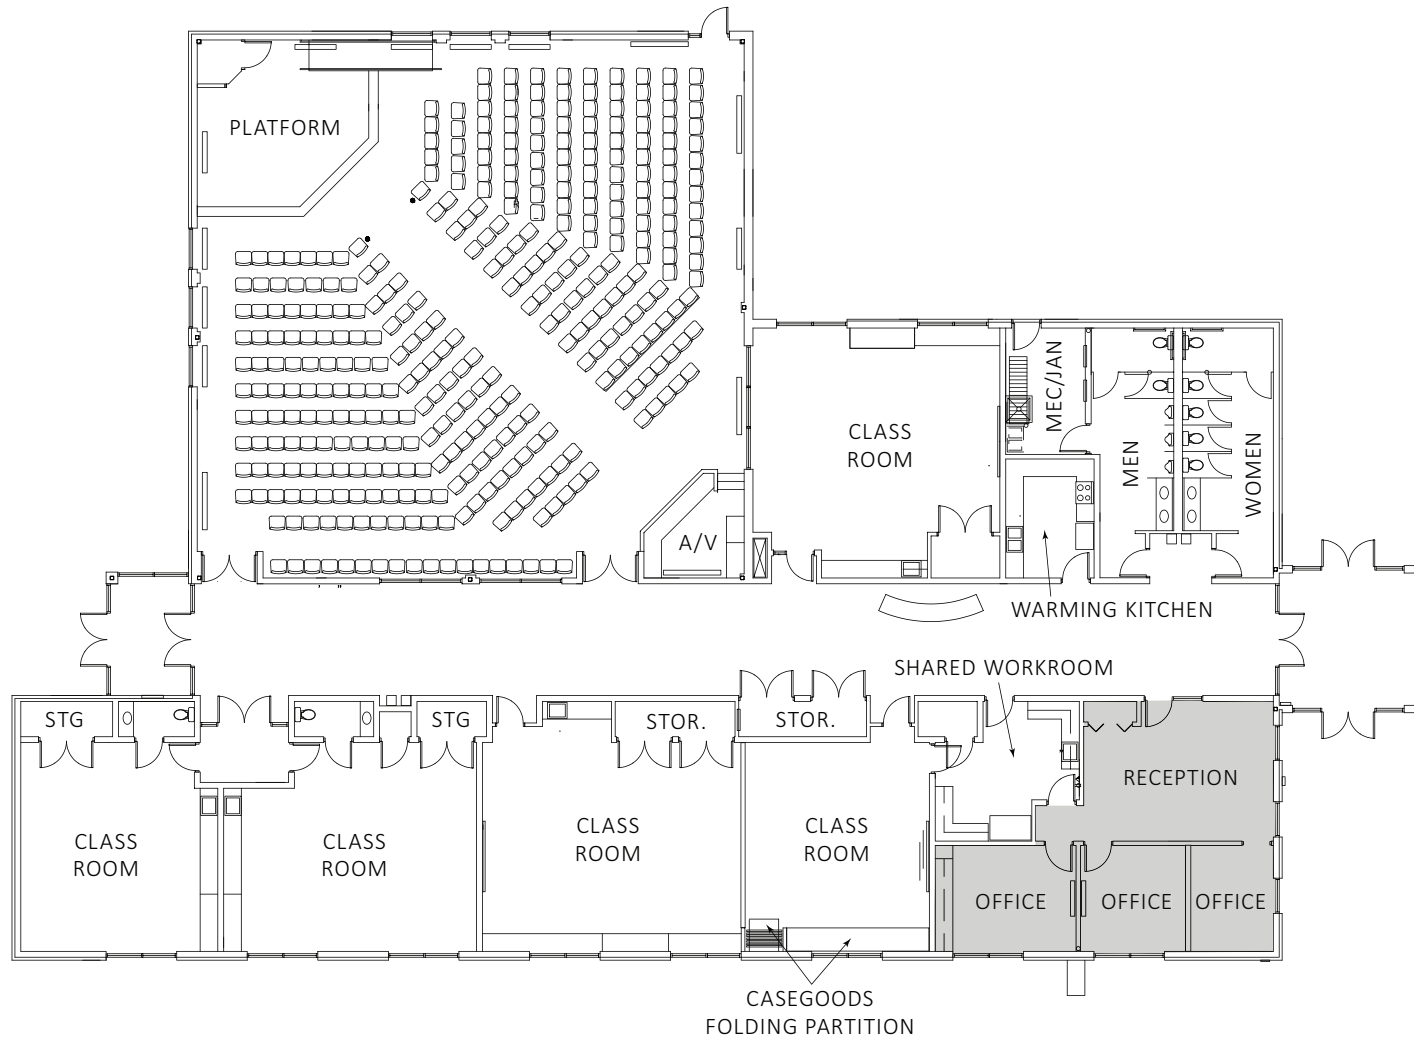 PLATFORM
A/V
CLASS
ROOM
MEC/JAN
MEN
WOMEN
WARMING KITCHEN
SHARED WORKROOM
STG
STG
STOR.
STOR.
RECEPTION
CLASS
ROOM
CLASS
ROOM
CLASS
ROOM
CLASS
ROOM
OFFICE
OFFICE
OFFICE
CASEGOODS
FOLDING PARTITION